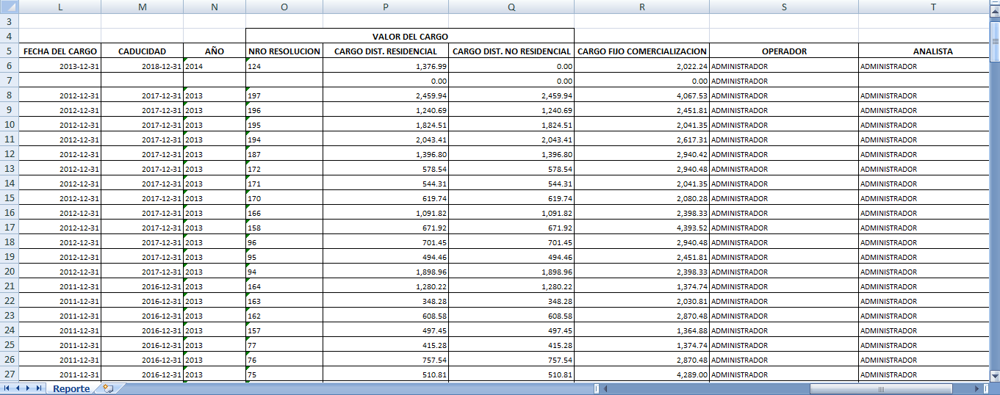 L M N O P Q R S T
3
4 VALOR DEL CARGO
5 FECHA DEL CARGO CADUCIDAD AÑO NRO RESOLUCION CARGO DIST. RESIDENCIAL CARGO DIST. NO RESIDENCIAL CARGO FIJO COMERCIALIZACION OPERADOR ANALISTA
6 2013-12-31 2018-12-31 2014 124 1,376.99 0.00 2,022.24 ADMINISTRADOR ADMINISTRADOR
7 0.00 0.00 0.00 ADMINISTRADOR
8 2012-12-31 2017-12-31 2013 197 2,459.94 2,459.94 4,067.53 ADMINISTRADOR ADMINISTRADOR
9 2012-12-31 2017-12-31 2013 196 1,240.69 1,240.69 2,451.81 ADMINISTRADOR ADMINISTRADOR
10 2012-12-31 2017-12-31 2013 195 1,824.51 1,824.51 2,041.35 ADMINISTRADOR ADMINISTRADOR
11 2012-12-31 2017-12-31 2013 194 2,043.41 2,043.41 2,617.31 ADMINISTRADOR ADMINISTRADOR
12 2012-12-31 2017-12-31 2013 187 1,396.80 1,396.80 2,940.42 ADMINISTRADOR ADMINISTRADOR
13 2012-12-31 2017-12-31 2013 172 578.54 578.54 2,940.48 ADMINISTRADOR ADMINISTRADOR
14 2012-12-31 2017-12-31 2013 171 544.31 544.31 2,041.35 ADMINISTRADOR ADMINISTRADOR
15 2012-12-31 2017-12-31 2013 170 619.74 619.74 2,080.28 ADMINISTRADOR ADMINISTRADOR
16 2012-12-31 2017-12-31 2013 166 1,091.82 1,091.82 2,398.33 ADMINISTRADOR ADMINISTRADOR
17 2012-12-31 2017-12-31 2013 158 671.92 671.92 4,393.52 ADMINISTRADOR ADMINISTRADOR
18 2012-12-31 2017-12-31 2013 96 701.45 701.45 2,940.48 ADMINISTRADOR ADMINISTRADOR
19 2012-12-31 2017-12-31 2013 95 494.46 494.46 2,451.81 ADMINISTRADOR ADMINISTRADOR
20 2012-12-31 2017-12-31 2013 94 1,898.96 1,898.96 2,398.33 ADMINISTRADOR ADMINISTRADOR
21 2011-12-31 2016-12-31 2013 164 1,280.22 1,280.22 1,374.74 ADMINISTRADOR ADMINISTRADOR
22 2011-12-31 2016-12-31 2013 163 348.28 348.28 2,030.81 ADMINISTRADOR ADMINISTRADOR
23 2011-12-31 2016-12-31 2013 162 608.58 608.58 2,870.48 ADMINISTRADOR ADMINISTRADOR
24 2011-12-31 2016-12-31 2013 157 497.45 497.45 1,364.88 ADMINISTRADOR ADMINISTRADOR
25 2011-12-31 2016-12-31 2013 77 415.28 415.28 1,374.74 ADMINISTRADOR ADMINISTRADOR
26 2011-12-31 2016-12-31 2013 76 757.54 757.54 2,870.48 ADMINISTRADOR ADMINISTRADOR
27 2011-12-31 2016-12-31 2013 75 510.81 510.81 4,289.00 ADMINISTRADOR ADMINISTRADOR
Reporte